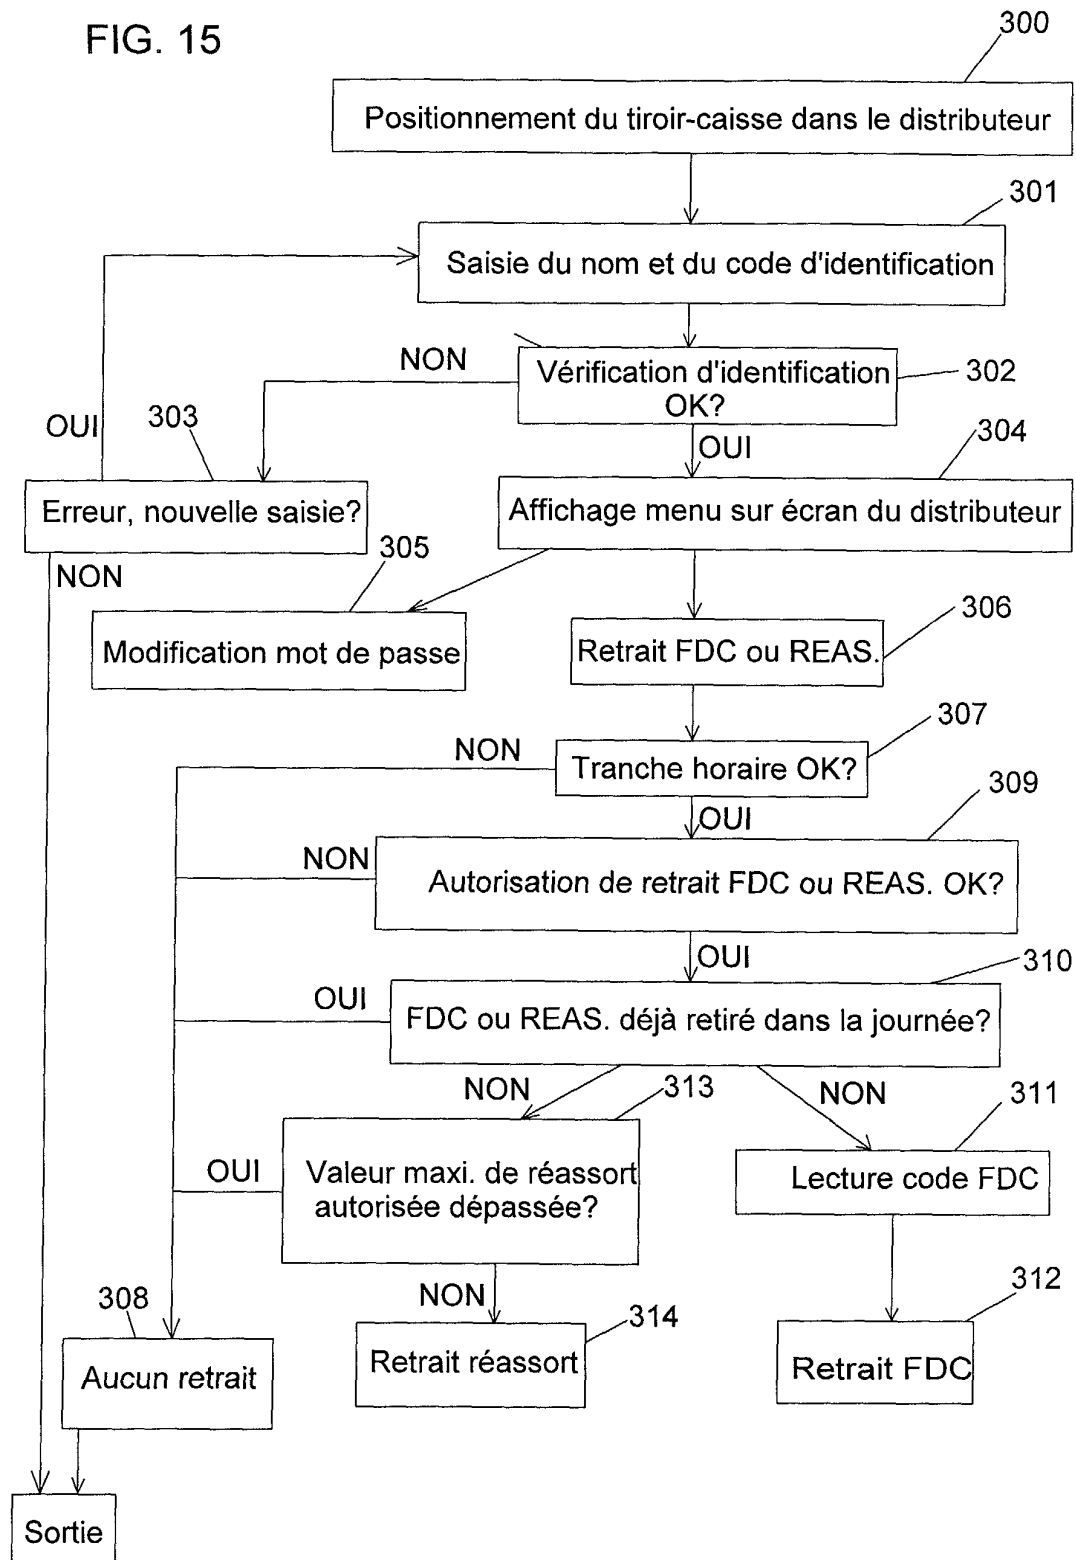 FIG. 15
300
Positionnement du tiroir-caisse dans le distributeur
301
Saisie du nom et du code d'identification
NON
Vérification d'identification
OK?
302
OUI
303
OUI
304
Erreur, nouvelle saisie?
Affichage menu sur écran du distributeur
305
NON
Modification mot de passe
306
Retrait FDC ou REAS.
307
NON
Tranche horaire OK?
309
OUI
NON
Autorisation de retrait FDC ou REAS. OK?
OUI
310
OUI
FDC ou REAS. déjà retiré dans la journée?
NON
313
NON
311
OUI
Valeur maxi. de réassort
autorisée dépassée?
Lecture code FDC
308
NON
314
312
Aucun retrait
Retrait réassort
Retrait FDC
Sortie